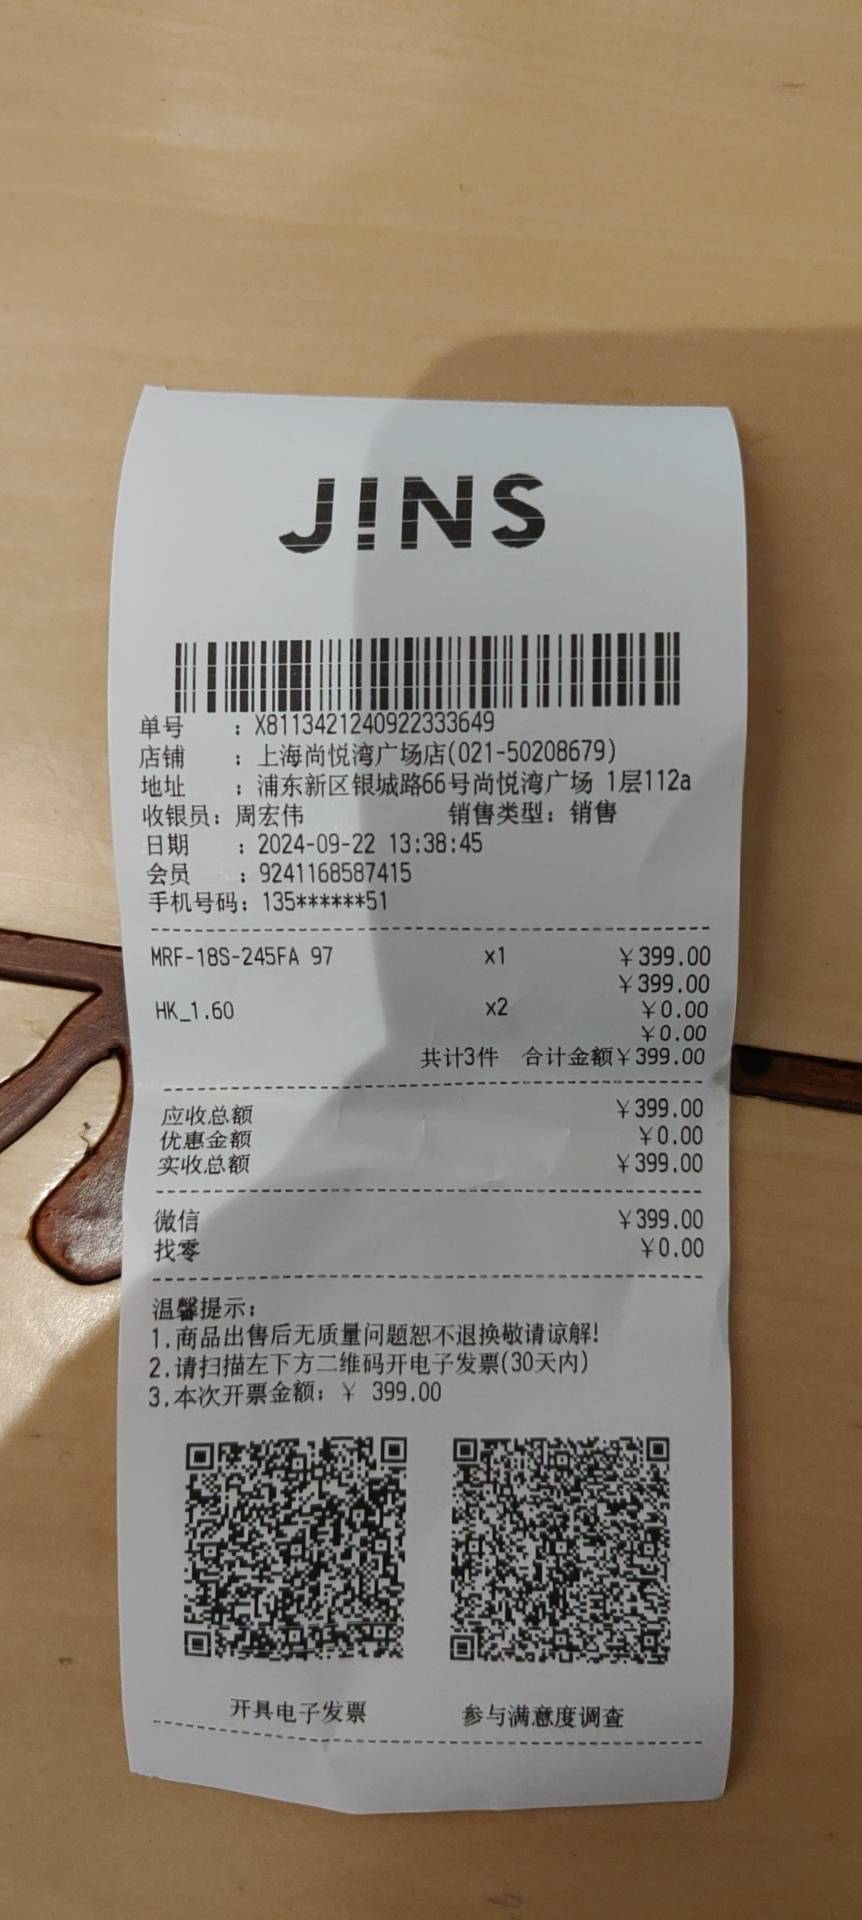 J!NS
单号 : X8113421240922333649
店铺 : 上海尚悦湾广场店(021-50208679)
地址 : 浦东新区银城路66号尚悦湾广场 1层112a
收银员: 周宏伟 销售类型: 销售
日期 : 2024-09-22 13:38:45
会员 : 9241168587415
手机号码: 135******51
MRF-18S-245FA 97 x1 ¥399.00
¥399.00
HK_1.60 x2 ¥0.00
¥0.00
共计3件 合计金额¥399.00
应收总额 ¥399.00
优惠金额 ¥0.00
实收总额 ¥399.00
微信 ¥399.00
找零 ¥0.00
温馨提示:
1.商品出售后无质量问题恕不退换敬请谅解!
2.请扫描左下方二维码开电子发票(30天内)
3.本次开票金额: ¥ 399.00
开具电子发票 参与满意度调查